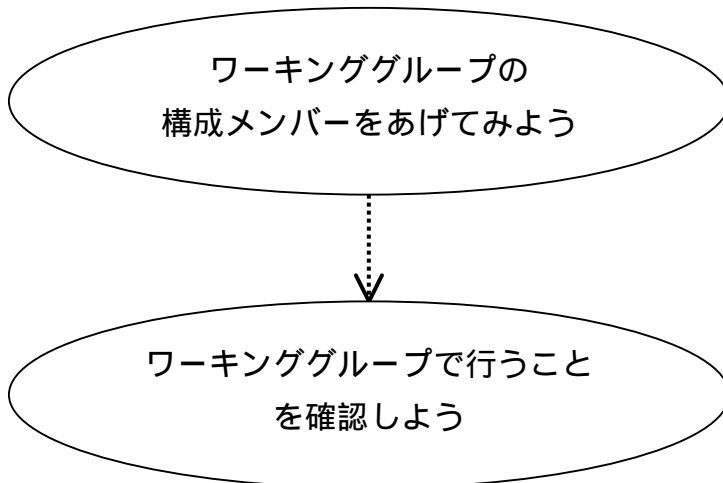 ワーキンググループの
構成メンバーをあげてみよう
ワーキンググループで行うこと
を確認しよう